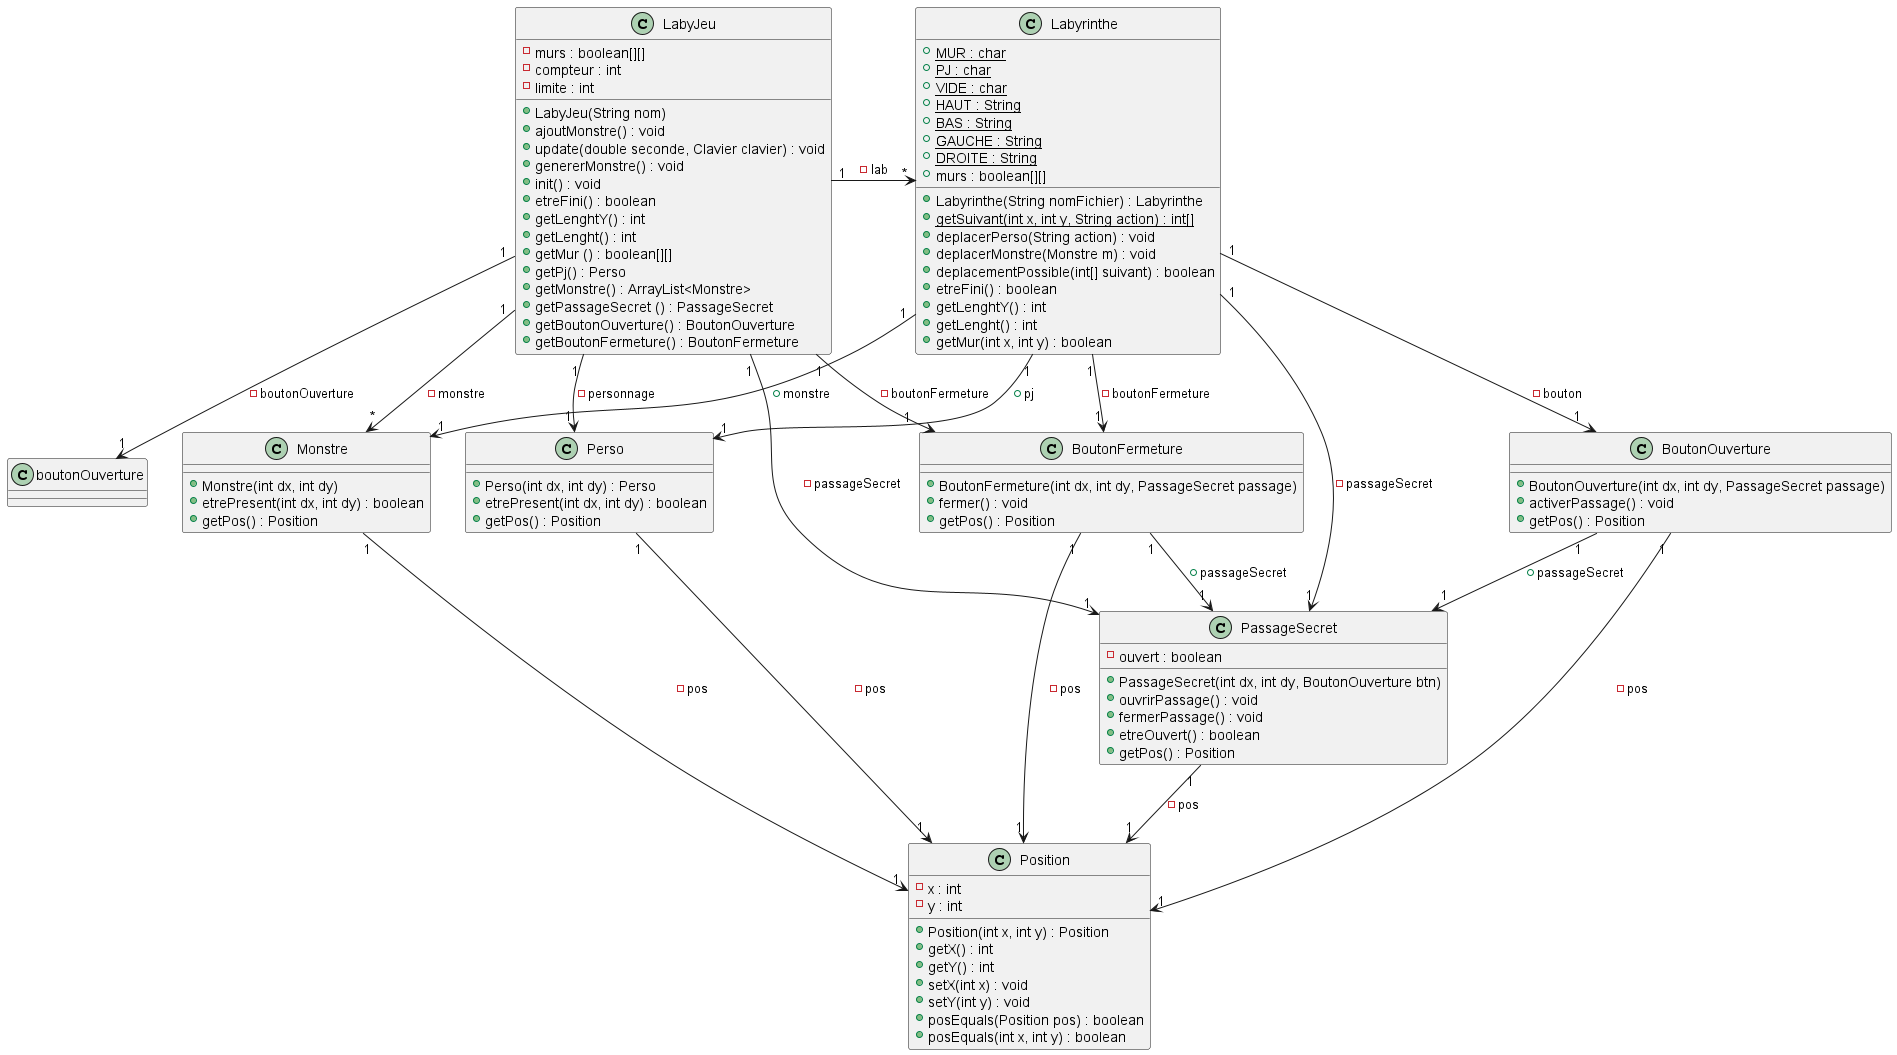 LabyJeu
murs : boolean[][]
compteur : int
limite : int
LabyJeu(String nom)
ajoutMonstre() : void
update(double seconde, Clavier clavier) : void
genererMonstre() : void
init() : void
etreFini() : boolean
getLenghtY() : int
getLenght() : int
getMur () : boolean[][]
getPj() : Perso
getMonstre() : ArrayList<Monstre>
getPassageSecret () : PassageSecret
getBoutonOuverture() : BoutonOuverture
getBoutonFermeture() : BoutonFermeture
Labyrinthe
MUR : char
PJ : char
VIDE : char
HAUT : String
BAS : String
GAUCHE : String
DROITE : String
murs : boolean[][]
Labyrinthe(String nomFichier) : Labyrinthe
getSuivant(int x, int y, String action) : int[]
deplacerPerso(String action) : void
deplacerMonstre(Monstre m) : void
deplacementPossible(int[] suivant) : boolean
etreFini() : boolean
getLenghtY() : int
getLenght() : int
getMur(int x, int y) : boolean
1
lab
*
1
1
1
1
1
1
1
1
1
1
1
boutonOuverture
monstre
personnage
monstre
boutonFermeture
pj
boutonFermeture
passageSecret
passageSecret
bouton
1
*
1
1
1
1
1
1
boutonOuverture
Monstre
Monstre(int dx, int dy)
etrePresent(int dx, int dy) : boolean
getPos() : Position
Perso
Perso(int dx, int dy) : Perso
etrePresent(int dx, int dy) : boolean
getPos() : Position
BoutonFermeture
BoutonFermeture(int dx, int dy, PassageSecret passage)
fermer() : void
getPos() : Position
BoutonOuverture
BoutonOuverture(int dx, int dy, PassageSecret passage)
activerPassage() : void
getPos() : Position
1
1
1
1
1
1
passageSecret
passageSecret
1
1
1
1
PassageSecret
ouvert : boolean
PassageSecret(int dx, int dy, BoutonOuverture btn)
ouvrirPassage() : void
fermerPassage() : void
etreOuvert() : boolean
getPos() : Position
pos
pos
pos
pos
1
pos
1
1
1
1
1
Position
x : int
y : int
Position(int x, int y) : Position
getX() : int
getY() : int
setX(int x) : void
setY(int y) : void
posEquals(Position pos) : boolean
posEquals(int x, int y) : boolean